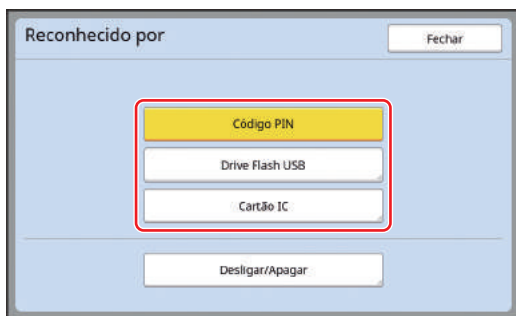 Reconhecido por
Fechar
Código PIN
Drive Flash USB
Cartão IC
Desligar/Apagar